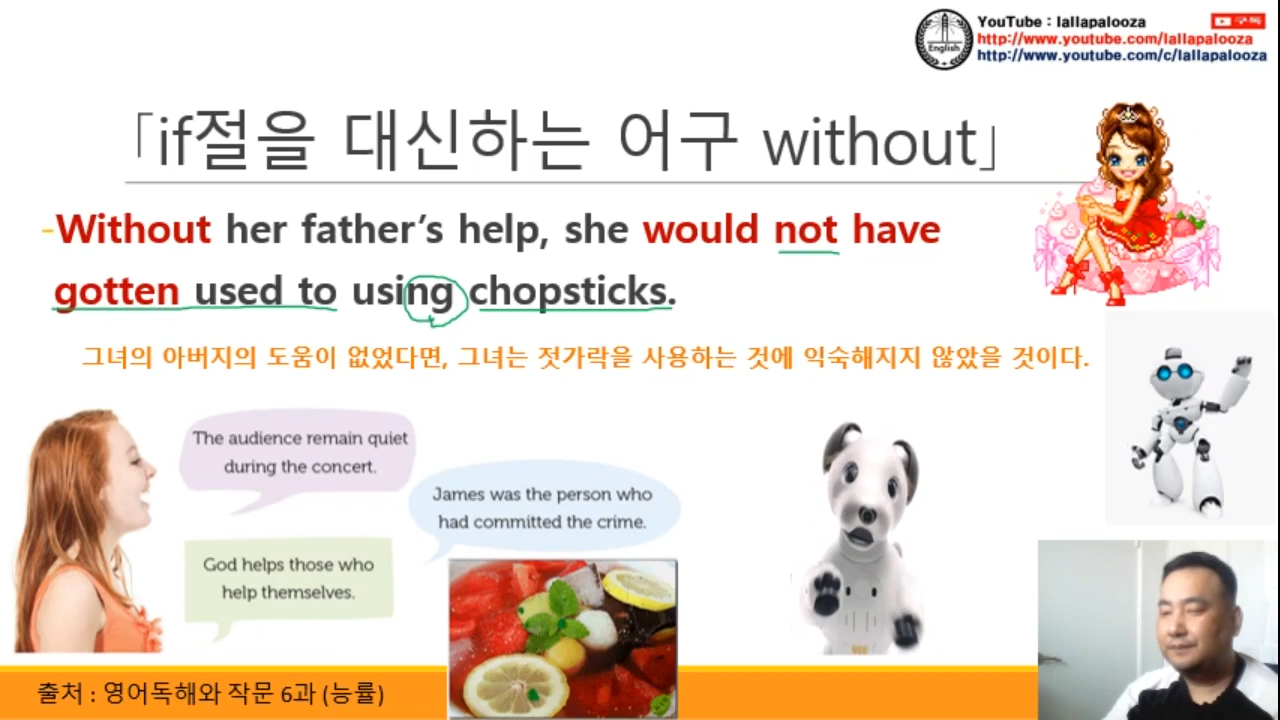 YouTube : lallapalooza
구독
http://www.youtube.com/lallapalooza
http://www.youtube.com/c/lallapalooza
English
「if절을 대신하는 어구 without」
-Without her father’s help, she would not have
gotten used to using chopsticks.
그녀의 아버지의 도움이 없었다면, 그녀는 젓가락을 사용하는 것에 익숙해지지 않았을 것이다.
The audience remain quiet
during the concert.
James was the person who
had committed the crime.
God helps those who
help themselves.
출처 : 영어독해와 작문 6과 (능률)